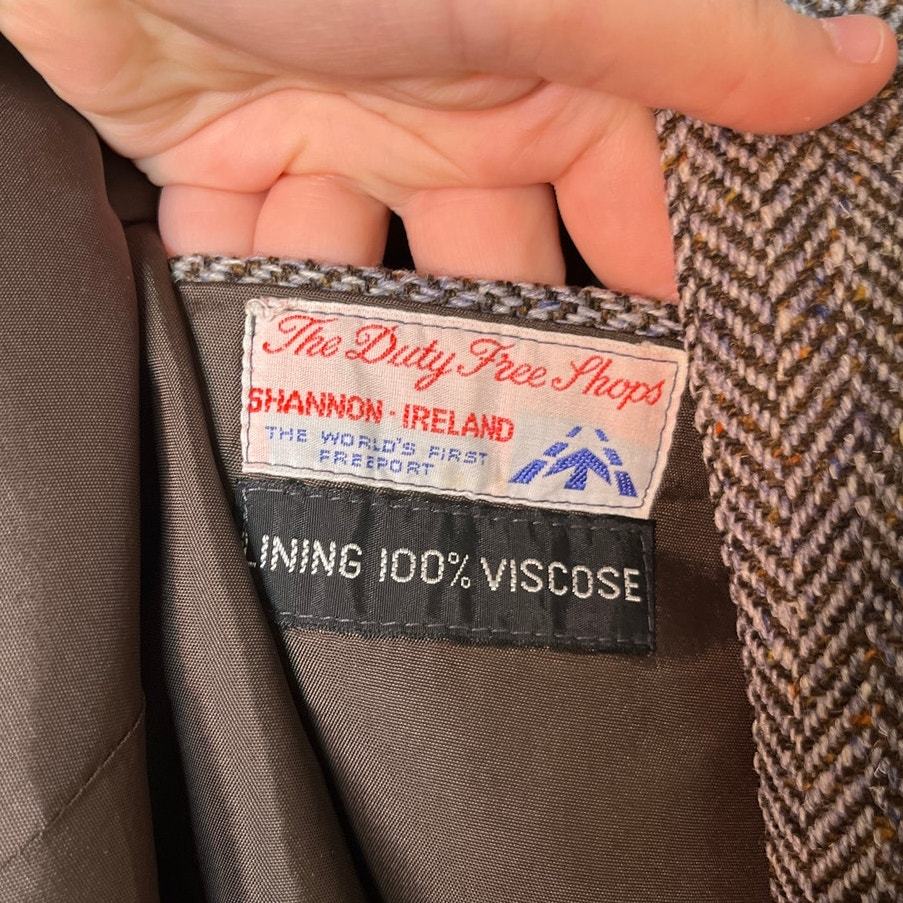 The Duty Free Shops
SHANNON · IRELAND
THE WORLD'S FIRST
FREEPORT
LINING 100% VISCOSE